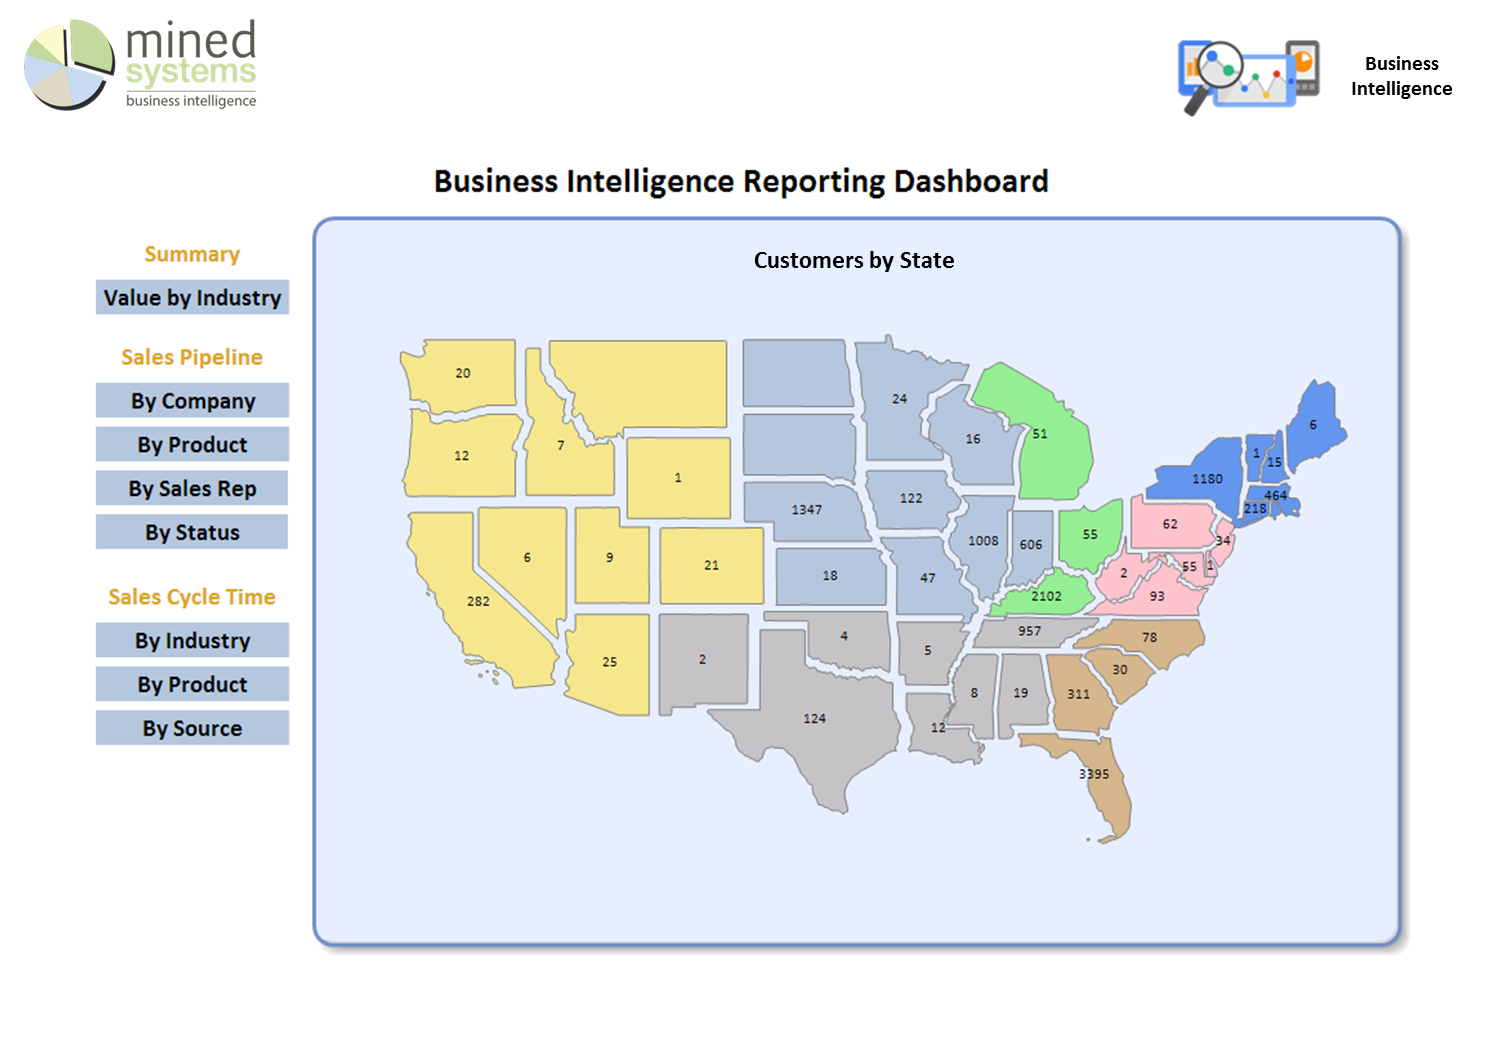 mined
systems
business intelligence
Business
Intelligence
Business Intelligence Reporting Dashboard
Summary
Value by Industry
Sales Pipeline
By Company
By Product
By Sales Rep
By Status
Sales Cycle Time
By Industry
By Product
By Source
Customers by State
20
24
6
12
7
16
51
1
1
15
1180
464
122
1347
218
62
1008
606
55
34
6
9
21
18
47
2
55
1
282
2102
93
4
957
78
25
2
5
30
124
8
19
311
12
3395